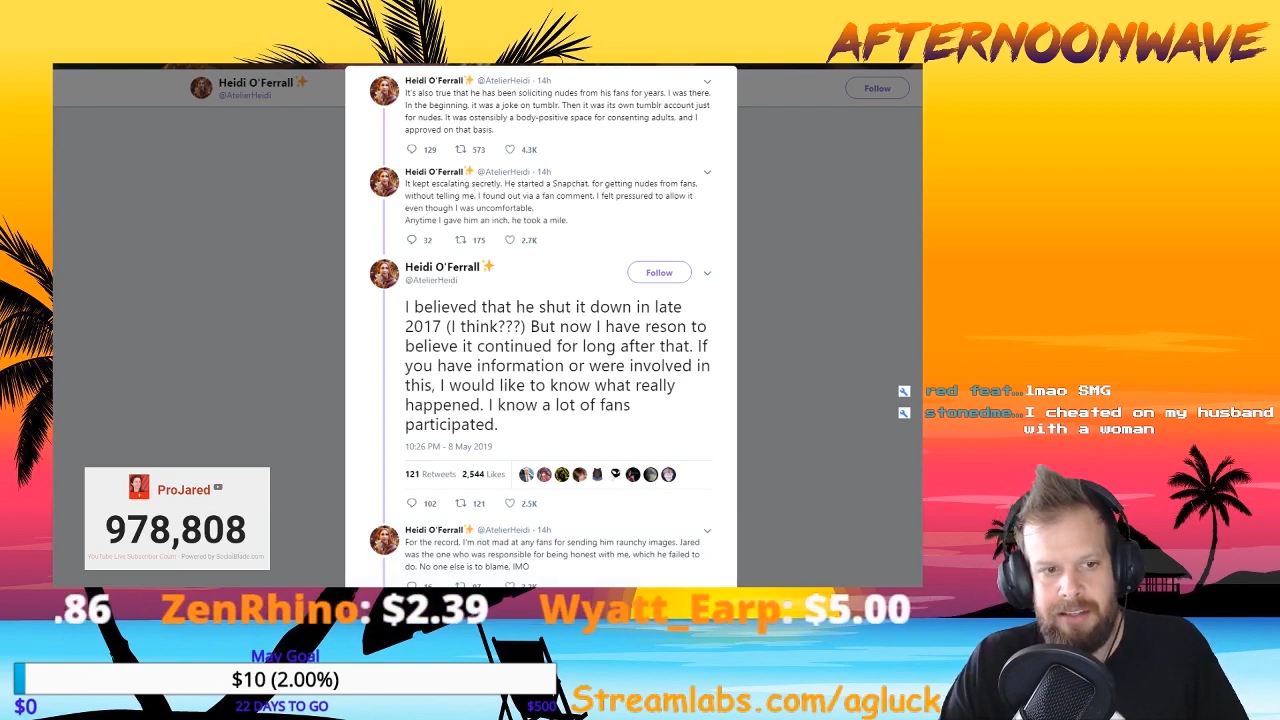 AFTERNOONWAVE
Heidi O'Ferrall
@AtelierHeidi
Follow
Heidi O'Ferrall @AtelierHeidi · 14h
It's also true that he has been soliciting nudes from his fans for years. I was there.
In the beginning, it was a joke on tumblr. Then it was its own tumblr account just
for nudes. It was ostensibly a body-positive space for consenting adults, and I
approved on that basis.
129 573 4.3K
Heidi O'Ferrall @AtelierHeidi · 14h
It kept escalating secretly. He started a Snapchat, for getting nudes from fans,
without telling me. I found out via a fan comment. I felt pressured to allow it
even though I was uncomfortable.
Anytime I gave him an inch, he took a mile.
32 175 2.7K
Heidi O'Ferrall
@AtelierHeidi
Follow
I believed that he shut it down in late
2017 (I think???) But now I have reson to
believe it continued for long after that. If
you have information or were involved in
this, I would like to know what really
happened. I know a lot of fans
participated.
10:26 PM - 8 May 2019
121 Retweets 2,544 Likes
102 121 2.5K
Heidi O'Ferrall @AtelierHeidi · 14h
For the record, I'm not mad at any fans for sending him raunchy images. Jared
was the one who was responsible for being honest with me, which he failed to
do. No one else is to blame. IMO
ProJared
978,808
YouTube Live Subscriber Count - Powered by SocialBlade.com
red feat...lmao SMG
stonedme...I cheated on my husband
with a woman
.86 ZenRhino: $2.39 Wyatt_Earp: $5.00
May Goal
$10 (2.00%)
$0 22 DAYS TO GO $500
Streamlabs.com/agluck